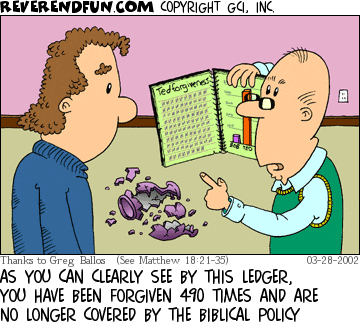 REVERENDFUN.COM COPYRIGHT GCI, INC.
Ted forgiveness
Thanks to Greg Ballos (See Matthew 18:21-35) 03-28-2002
AS YOU CAN CLEARLY SEE BY THIS LEDGER,
YOU HAVE BEEN FORGIVEN 490 TIMES AND ARE
NO LONGER COVERED BY THE BIBLICAL POLICY